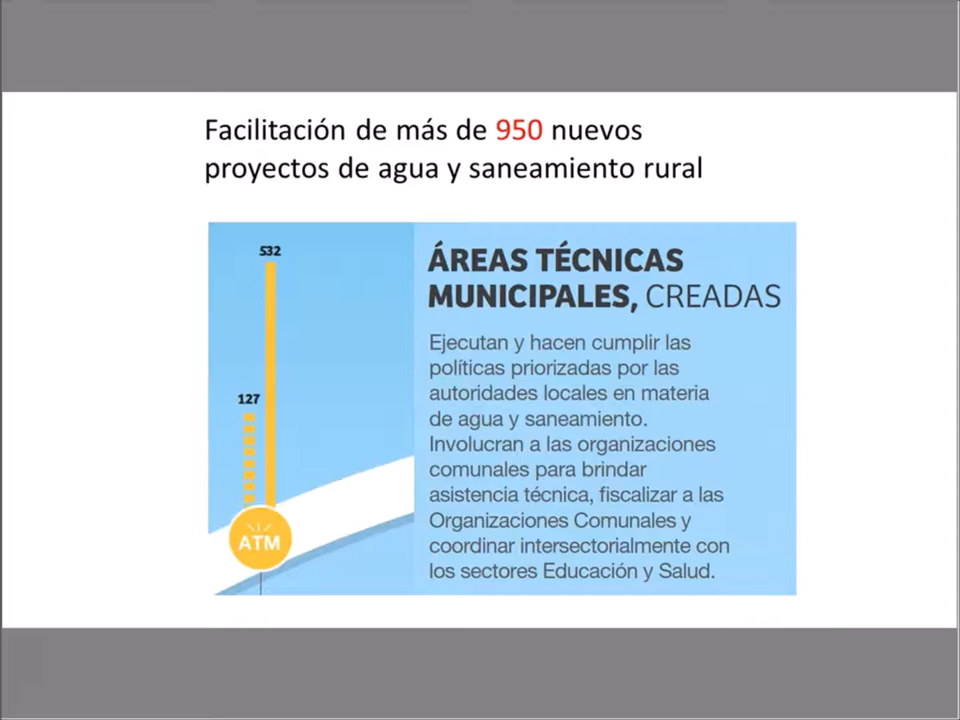 Facilitación de más de 950 nuevos
proyectos de agua y saneamiento rural
532
127
ATM
ÁREAS TÉCNICAS
MUNICIPALES, CREADAS
Ejecutan y hacen cumplir las
políticas priorizadas por las
autoridades locales en materia
de agua y saneamiento.
Involucran a las organizaciones
comunales para brindar
asistencia técnica, fiscalizar a las
Organizaciones Comunales y
coordinar intersectorialmente con
los sectores Educación y Salud.